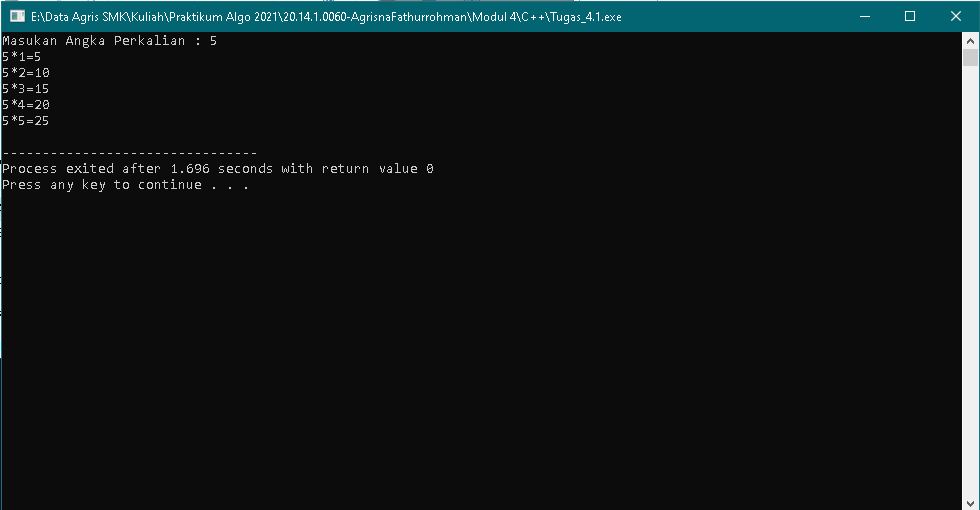 E:\Data Agris SMK\Kuliah\Praktikum Algo 2021\20.14.1.0060-AgrisnaFathurrohman\Modul 4\C++\Tugas_4.1.exe
Masukan Angka Perkalian : 5
5*1=5
5*2=10
5*3=15
5*4=20
5*5=25
--------------------------------
Process exited after 1.696 seconds with return value 0
Press any key to continue . . .